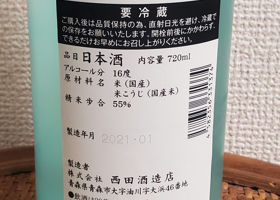 要冷蔵
ご購入後は品質保持の為、直射日光を避け、冷蔵で
の保存をお願いいたします。開栓前後にかかわらず、
できるだけお早めにお召し上がりください。
品目 日本酒 内容量 720ml
アルコール分 16度
原材料名 米(国産)
米こうじ(国産米)
精米歩合 55%
製造年月 2021-01
製造者
株式会社 西田酒造店
青森県青森市大字油川字大浜46番地